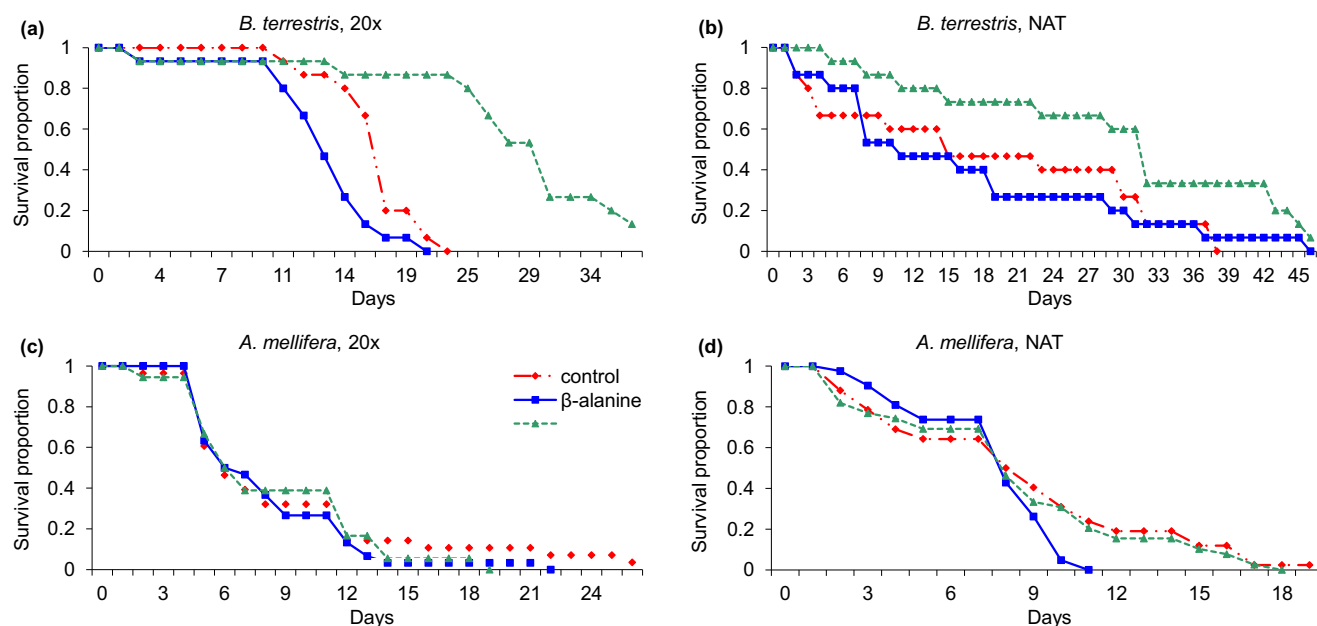 (a) B. terrestris, 20x
Survival proportion
1
0.8
0.6
0.4
0.2
0
0 4 7 11 14 19 25 29 34
Days
(b) B. terrestris, NAT
Survival proportion
1
0.8
0.6
0.4
0.2
0
0 3 6 9 12 15 18 21 24 27 30 33 36 39 42 45
Days
(c) A. mellifera, 20x
Survival proportion
1
0.8
0.6
0.4
0.2
0
0 3 6 9 12 15 18 21 24
Days
control
β-alanine
(d) A. mellifera, NAT
Survival proportion
1
0.8
0.6
0.4
0.2
0
0 3 6 9 12 15 18
Days